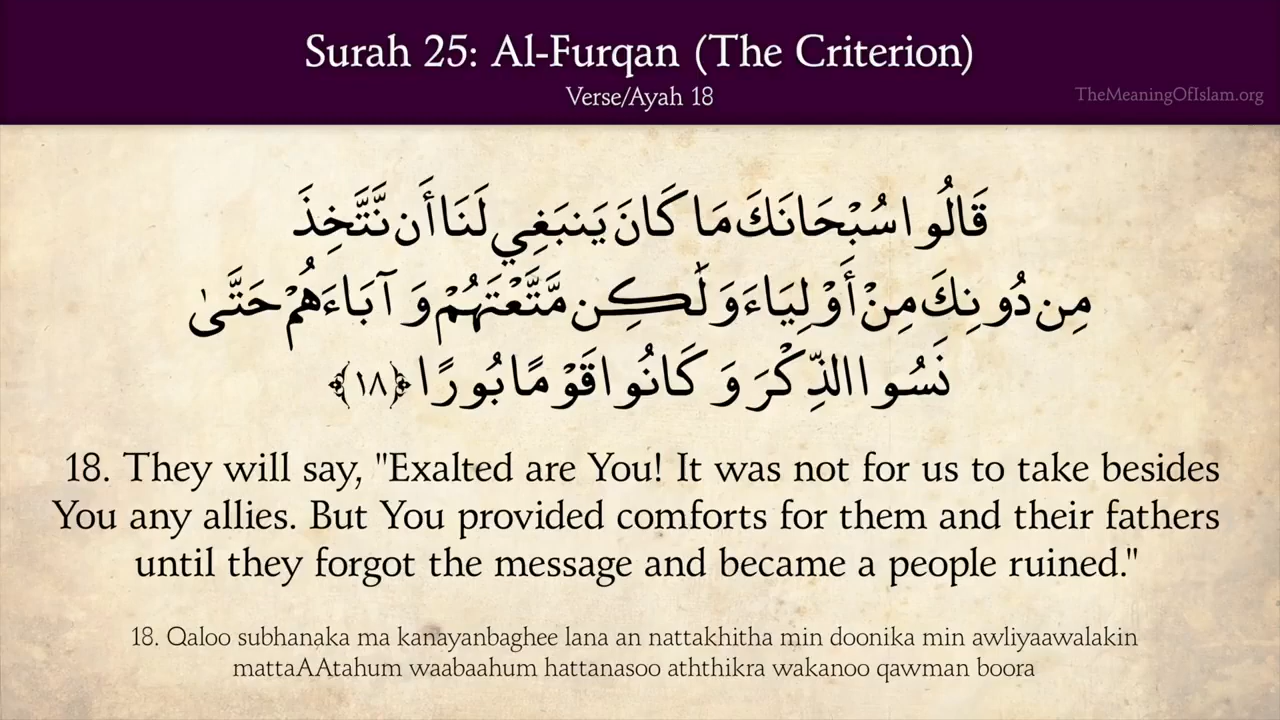 Surah 25: Al-Furqan (The Criterion)
Verse/Ayah 18
TheMeaningOfIslam.org
قَالُوا سُبْحَانَكَ مَا كَانَ يَنبَغِي لَنَا أَن نَّتَّخِذَ
مِن دُونِكَ مِنْ أَوْلِيَاءَ وَلَٰكِن مَّتَّعْتَهُمْ وَآبَاءَهُمْ حَتَّىٰ
نَسُوا الذِّكْرَ وَكَانُوا قَوْمًا بُورًا ﴿١٨﴾
18. They will say, "Exalted are You! It was not for us to take besides
You any allies. But You provided comforts for them and their fathers
until they forgot the message and became a people ruined."
18. Qaloo subhanaka ma kanayanbaghee lana an nattakhitha min doonika min awliyaawalakin
mattaAAtahum waabaahum hattanasoo aththikra wakanoo qawman boora